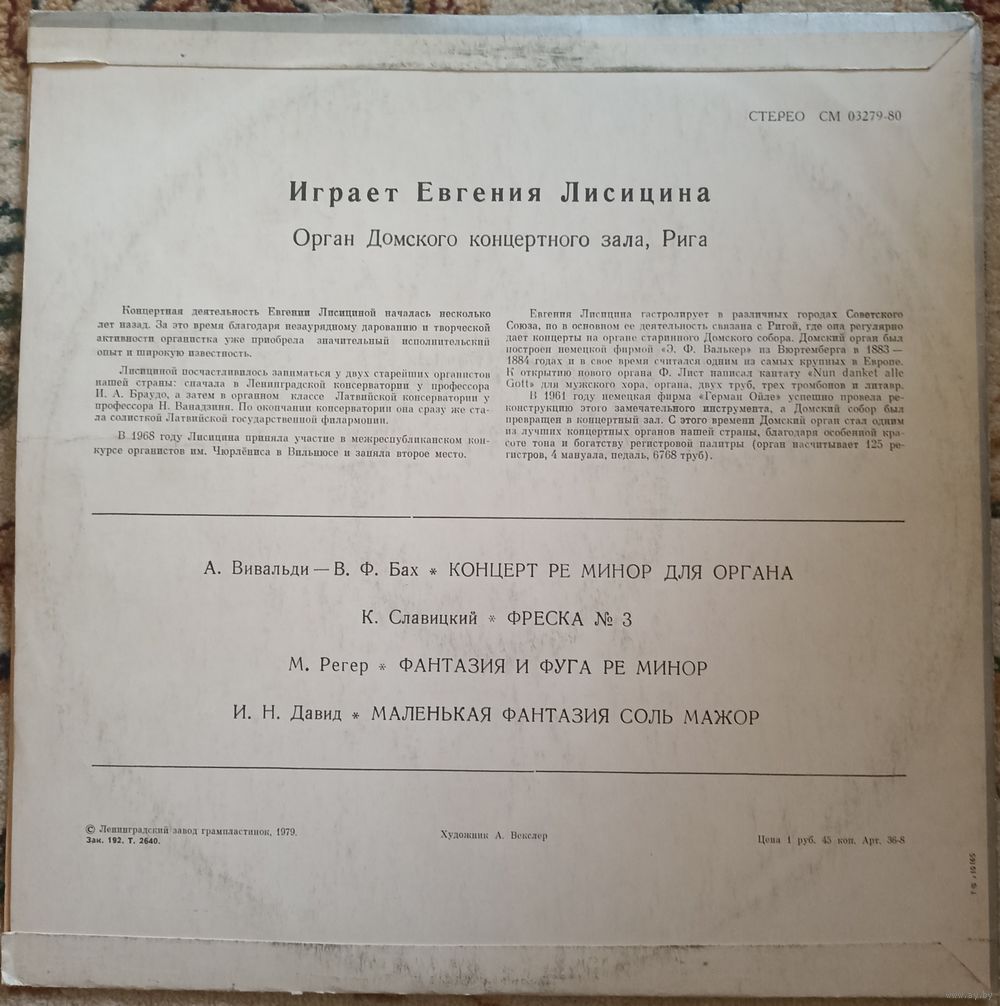 СТЕРЕО СМ 03279-80
Играет Евгения Лисицина
Орган Домского концертного зала, Рига
Концертная деятельность Евгении Лисициной началась несколько
лет назад. За это время благодаря незаурядному дарованию и творческой
активности органистка уже приобрела значительный исполнительский
опыт и широкую известность.
Лисициной посчастливилось заниматься у двух старейших органистов
нашей страны: сначала в Ленинградской консерватории у профессора
И. А. Браудо, а затем в органном классе Латвийской консерватории у
профессора Н. Ванадзиня. По окончании консерватории она сразу же ста-
ла солисткой Латвийской государственной филармонии.
В 1968 году Лисицина приняла участие в межреспубликанском кон-
курсе органистов им. Чюрлёниса в Вильнюсе и заняла второе место.
Евгения Лисицина гастролирует в различных городах Советского
Союза, но в основном ее деятельность связана с Ригой, где она регулярно
дает концерты на органе старинного Домского собора. Домский орган был
построен немецкой фирмой «Э. Ф. Валькер» из Вюртемберга в 1883—
1884 годах и в свое время считался одним из самых крупных в Европе.
К открытию нового органа Ф. Лист написал кантату «Nun danket alle
Gott» для мужского хора, органа, двух труб, трех тромбонов и литавр.
В 1961 году немецкая фирма «Герман Ойле» успешно провела ре-
конструкцию этого замечательного инструмента, а Домский собор был
превращен в концертный зал. С этого времени Домский орган стал одним
из лучших концертных органов нашей страны, благодаря особенной кра-
соте тона и богатству регистровой палитры (орган насчитывает 125 ре-
гистров, 4 мануала, педаль, 6768 труб).
А. Вивальди — В. Ф. Бах * КОНЦЕРТ РЕ МИНОР ДЛЯ ОРГАНА
К. Славицкий * ФРЕСКА № 3
М. Регер * ФАНТАЗИЯ И ФУГА РЕ МИНОР
И. Н. Давид * МАЛЕНЬКАЯ ФАНТАЗИЯ СОЛЬ МАЖОР
© Ленинградский завод грампластинок, 1979.
Зак. 192. Т. 2640.
Художник А. Векслер
Цена 1 руб. 45 коп. Арт. 36-8
www.ay.by